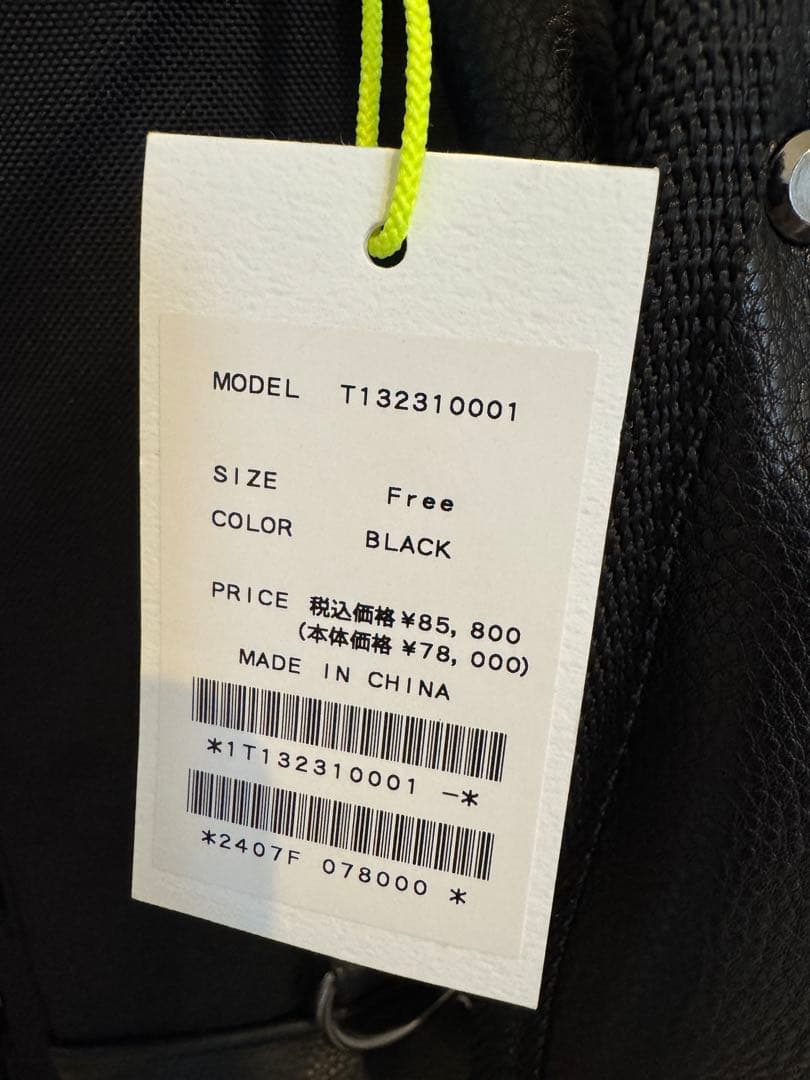 MODEL T132310001
SIZE Free
COLOR BLACK
PRICE 税込価格 ¥85, 800
(本体価格 ¥78, 000)
MADE IN CHINA
*1T132310001 -*
*2407F 078000 *